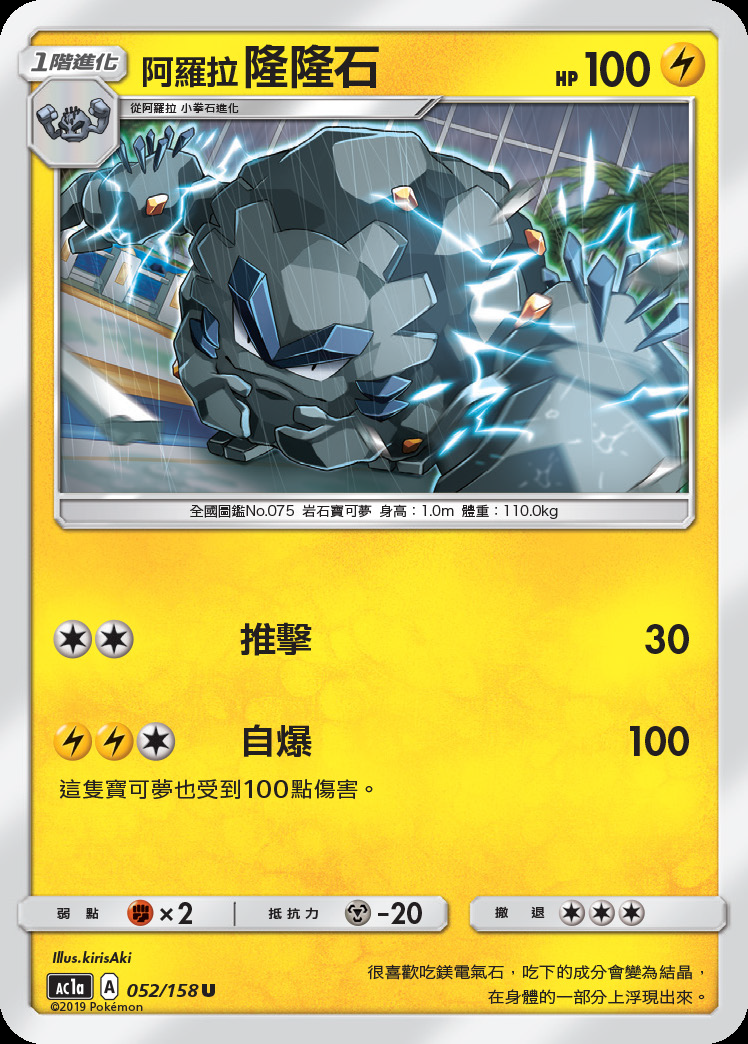 1階進化
阿羅拉 隆隆石
HP 100
從阿羅拉 小拳石進化
全國圖鑑No.075 岩石寶可夢 身高：1.0m 體重：110.0kg
推擊 30
自爆 100
這隻寶可夢也受到100點傷害。
弱點 ×2 抵抗力 -20 撤退
Illus.kirisAki
很喜歡吃鎂電氣石，吃下的成分會變為結晶，
在身體的一部分上浮現出來。
AC1a A 052/158 U
©2019 Pokémon